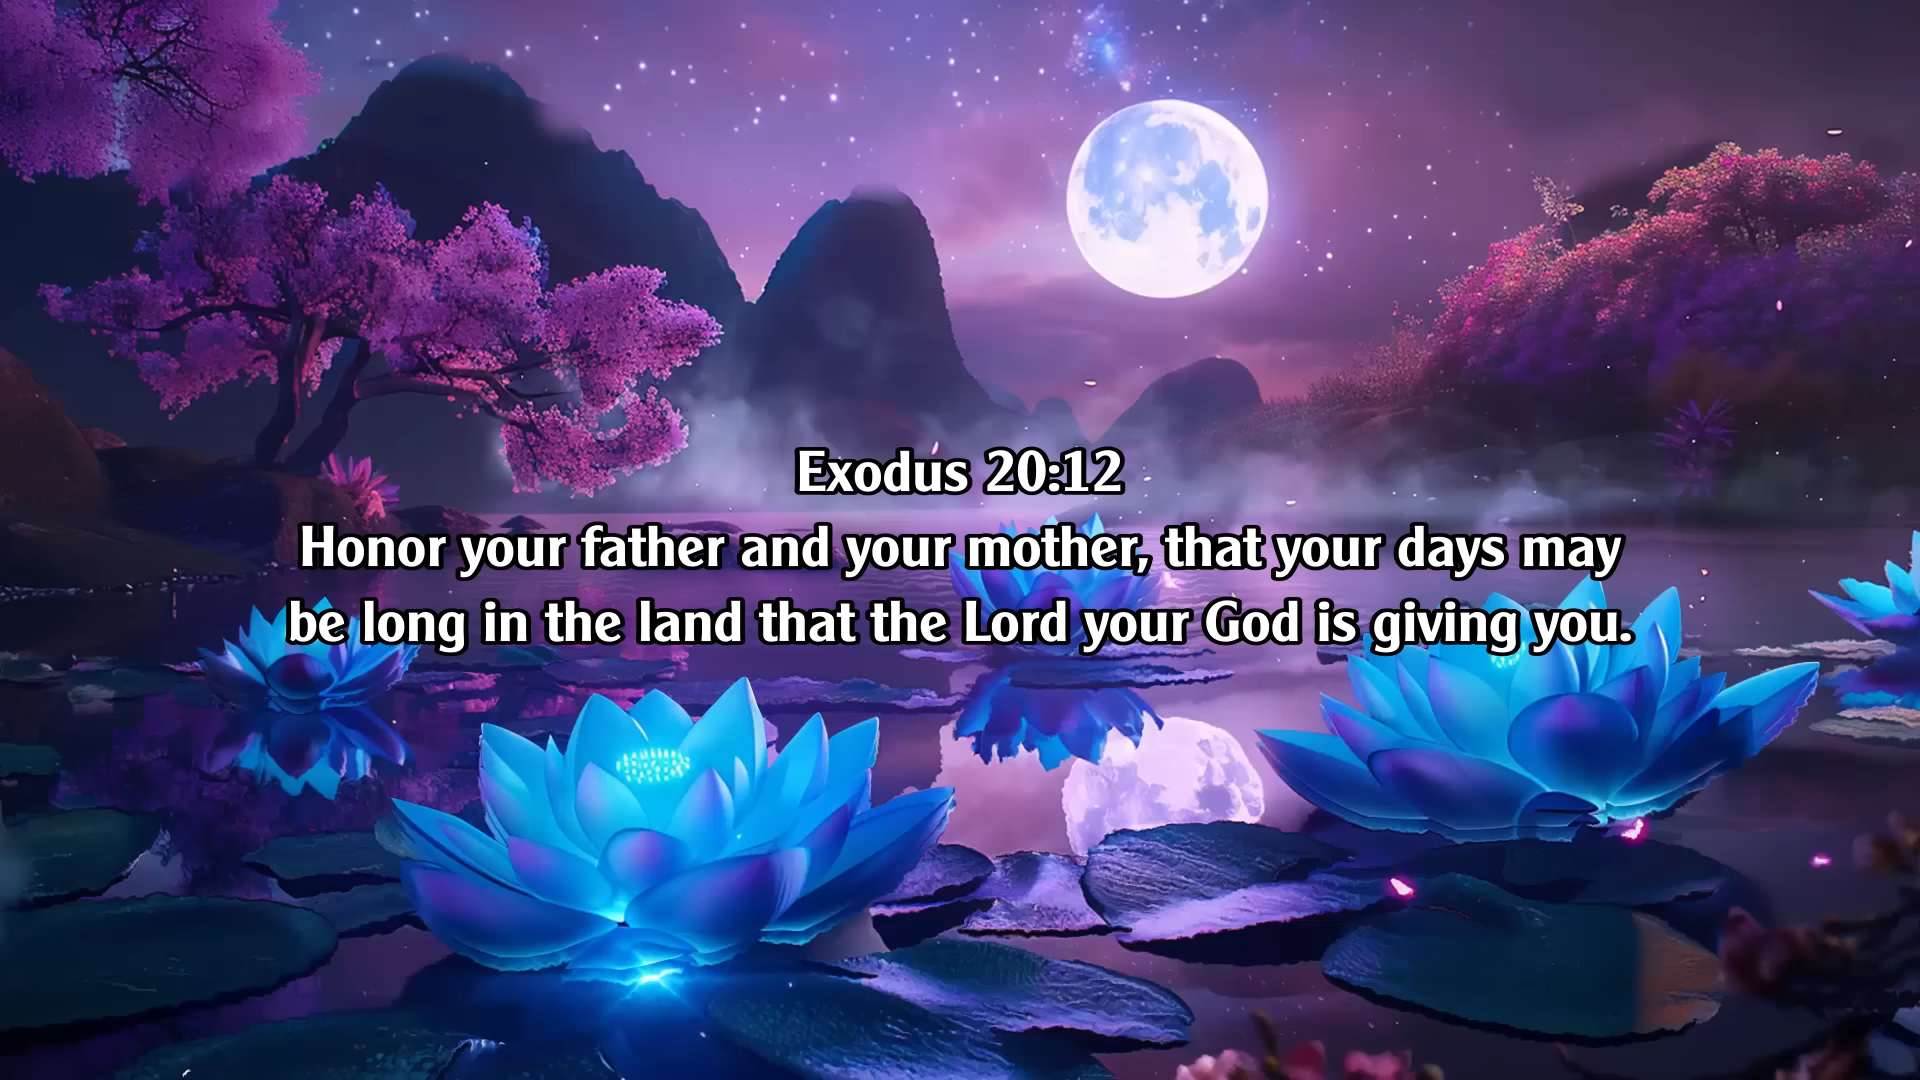 Exodus 20:12
Honor your father and your mother, that your days may
be long in the land that the Lord your God is giving you.